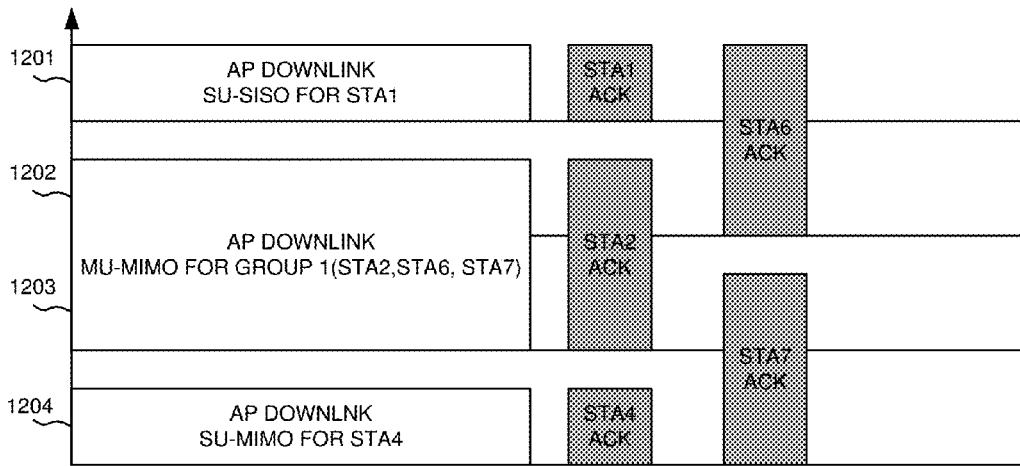 1201
AP DOWNLINK
SU-SISO FOR STA1
STA1
ACK
STA6
ACK
1202
AP DOWNLINK
MU-MIMO FOR GROUP 1(STA2,STA6, STA7)
STA2
ACK
1203
STA7
ACK
1204
AP DOWNLNK
SU-MIMO FOR STA4
STA4
ACK